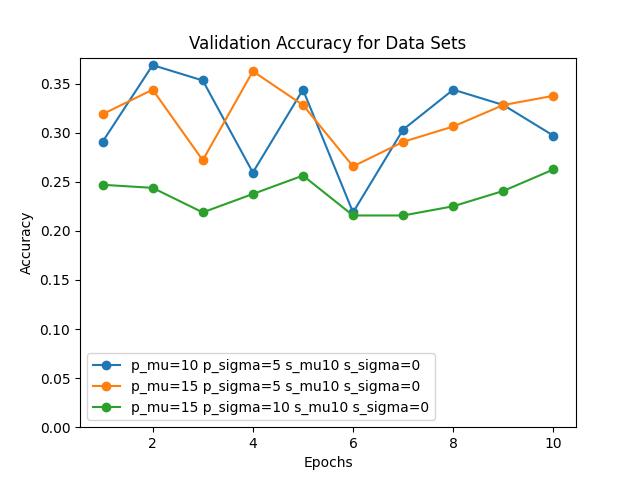 Validation Accuracy for Data Sets
0.35
0.30
0.25
0.20
0.15
0.10
0.05
0.00
Accuracy
p_mu=10 p_sigma=5 s_mu10 s_sigma=0
p_mu=15 p_sigma=5 s_mu10 s_sigma=0
p_mu=15 p_sigma=10 s_mu10 s_sigma=0
2 4 6 8 10
Epochs